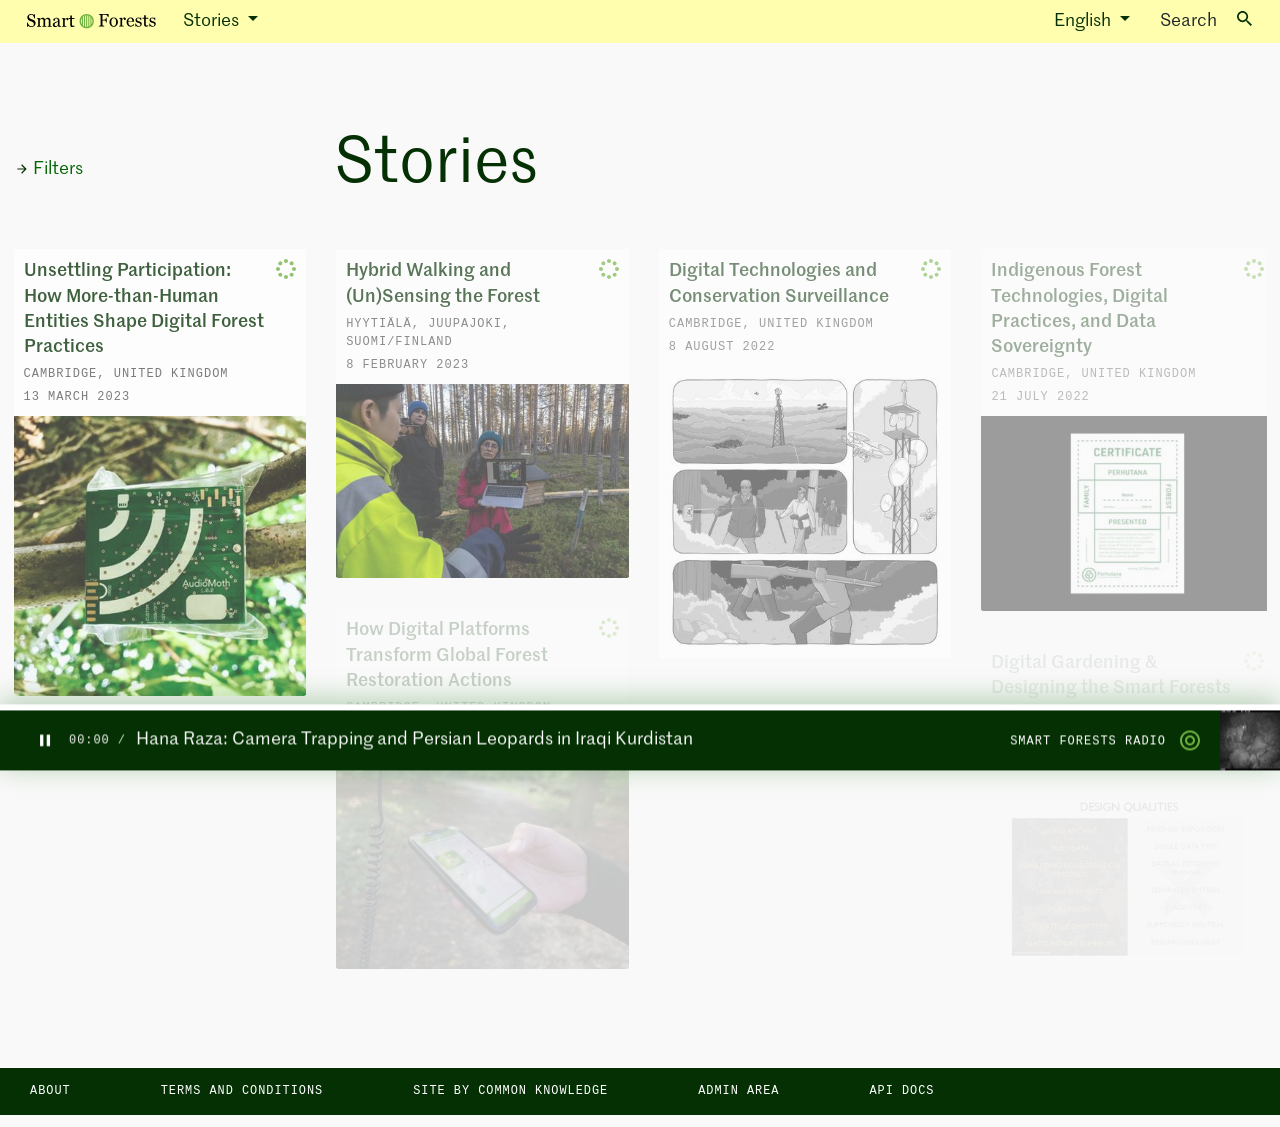 Smart Forests
Stories
English
Search
Filters
Stories
Unsettling Participation:
How More-than-Human
Entities Shape Digital Forest
Practices
CAMBRIDGE, UNITED KINGDOM
13 MARCH 2023
AudioMoth
Hybrid Walking and
(Un)Sensing the Forest
HYYTIÄLÄ, JUUPAJOKI,
SUOMI/FINLAND
8 FEBRUARY 2023
How Digital Platforms
Transform Global Forest
Restoration Actions
Digital Technologies and
Conservation Surveillance
CAMBRIDGE, UNITED KINGDOM
8 AUGUST 2022
Indigenous Forest
Technologies, Digital
Practices, and Data
Sovereignty
CAMBRIDGE, UNITED KINGDOM
21 JULY 2022
CERTIFICATE
PERHUTANA
FAMILY
FOREST
PRESENTED
Perhutana
Digital Gardening &
Designing the Smart Forests
DESIGN QUALITIES
00:00 /
Hana Raza: Camera Trapping and Persian Leopards in Iraqi Kurdistan
SMART FORESTS RADIO
ABOUT
TERMS AND CONDITIONS
SITE BY COMMON KNOWLEDGE
ADMIN AREA
API DOCS